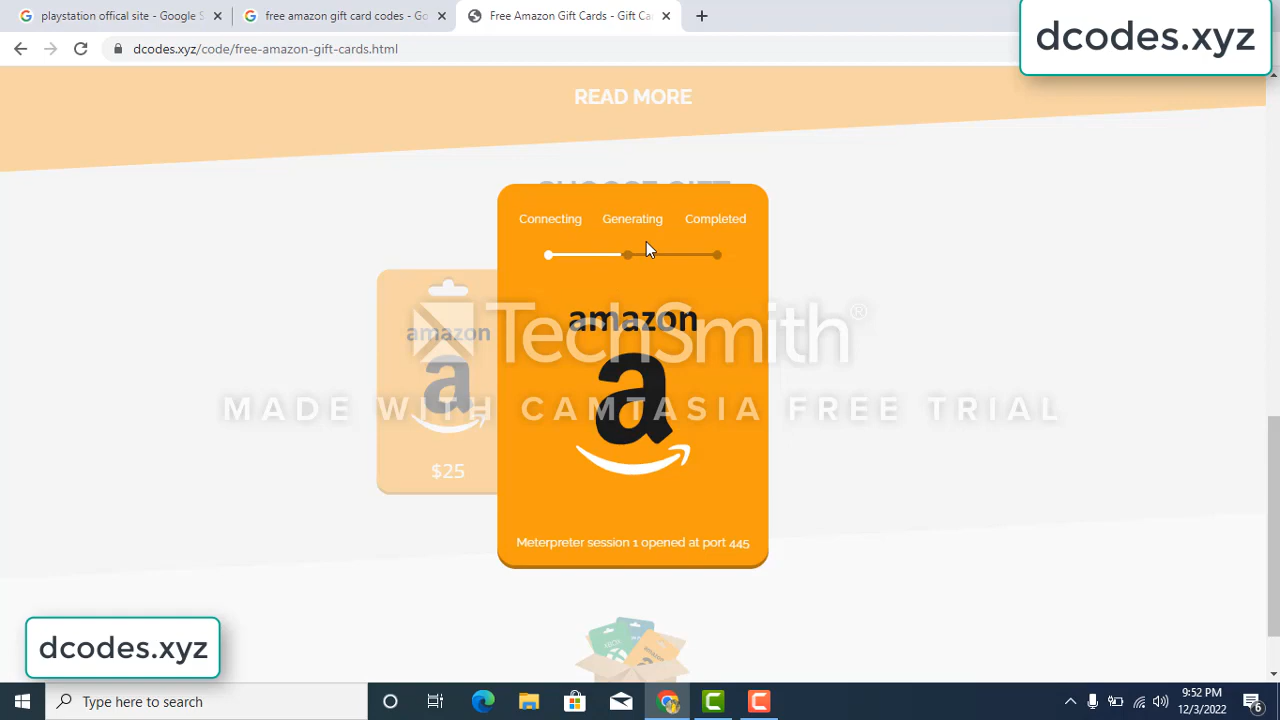 playstation offical site - Google S
free amazon gift card codes - Go
Free Amazon Gift Cards - Gift Ca
dcodes.xyz/code/free-amazon-gift-cards.html
dcodes.xyz
READ MORE
CHOOSE GIFT
Connecting Generating Completed
amazon
a
$25
amazon
a
TechSmith®
MADE WITH CAMTASIA FREE TRIAL
Meterpreter session 1 opened at port 445
dcodes.xyz
Type here to search
9:52 PM
12/3/2022
6